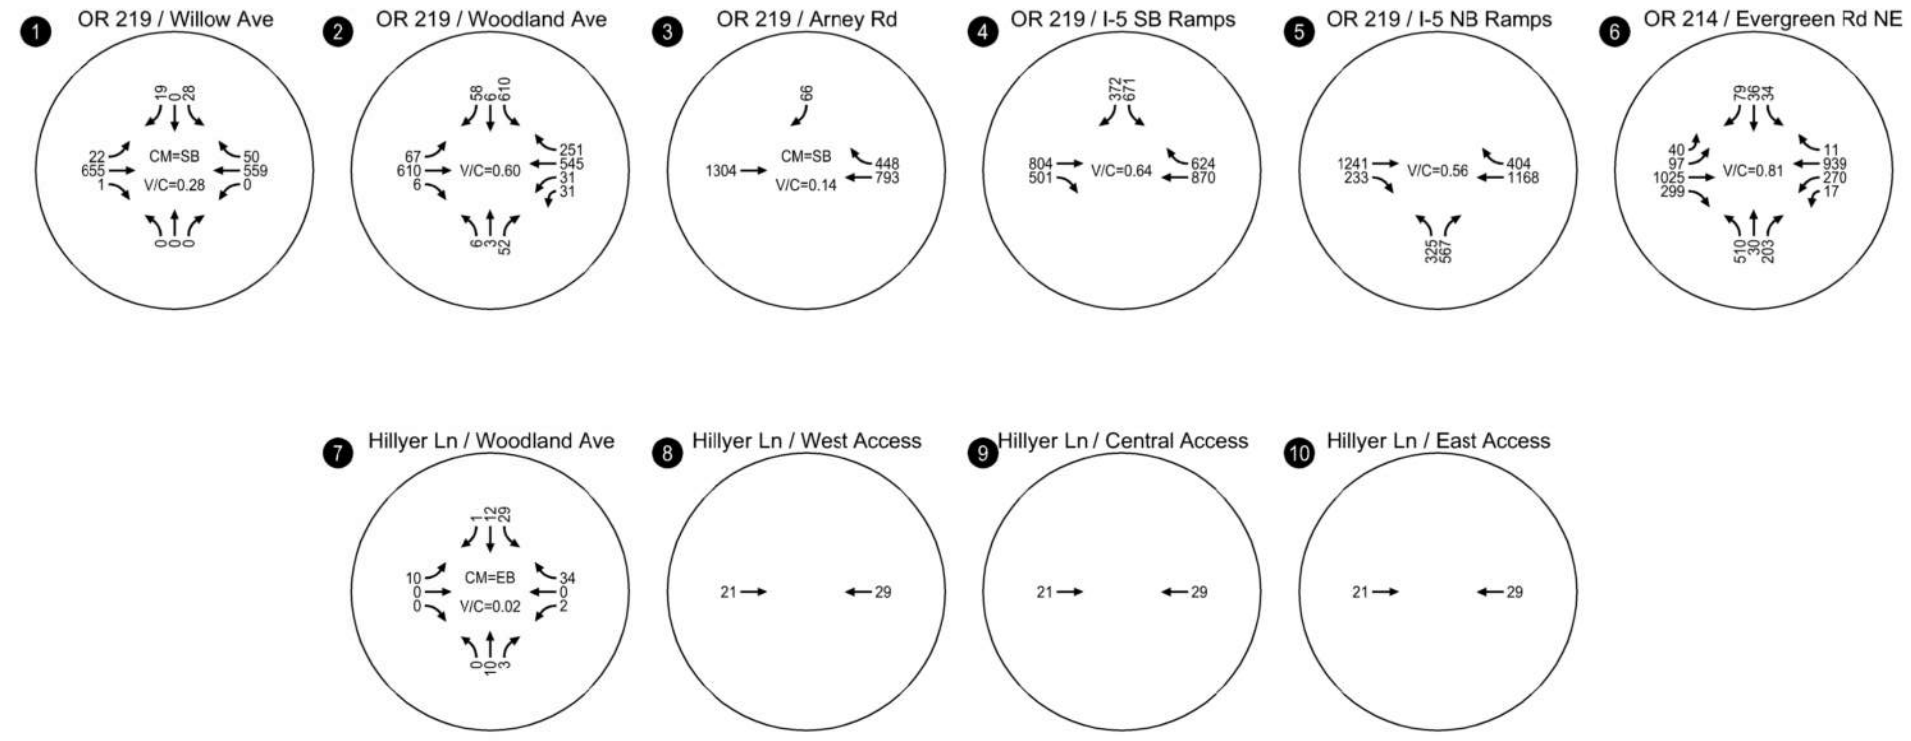 1 OR 219 / Willow Ave
19 0 28
22
655
1
CM=SB
V/C=0.28
50
559
0
0 0 0
2 OR 219 / Woodland Ave
58 6 610
67
610
6
V/C=0.60
251
545
31
31
6 3 52
3 OR 219 / Arney Rd
66
1304
CM=SB
V/C=0.14
448
793
4 OR 219 / I-5 SB Ramps
372 671
804
501
V/C=0.64
624
870
5 OR 219 / I-5 NB Ramps
1241
233
V/C=0.56
404
1168
325 567
6 OR 214 / Evergreen Rd NE
79 36 34
40
97
1025
299
V/C=0.81
11
939
270
17
510 30 203
7 Hillyer Ln / Woodland Ave
1 12 29
10
0
0
CM=EB
V/C=0.02
34
0
2
0 10 3
8 Hillyer Ln / West Access
21 29
9 Hillyer Ln / Central Access
21 29
10 Hillyer Ln / East Access
21 29